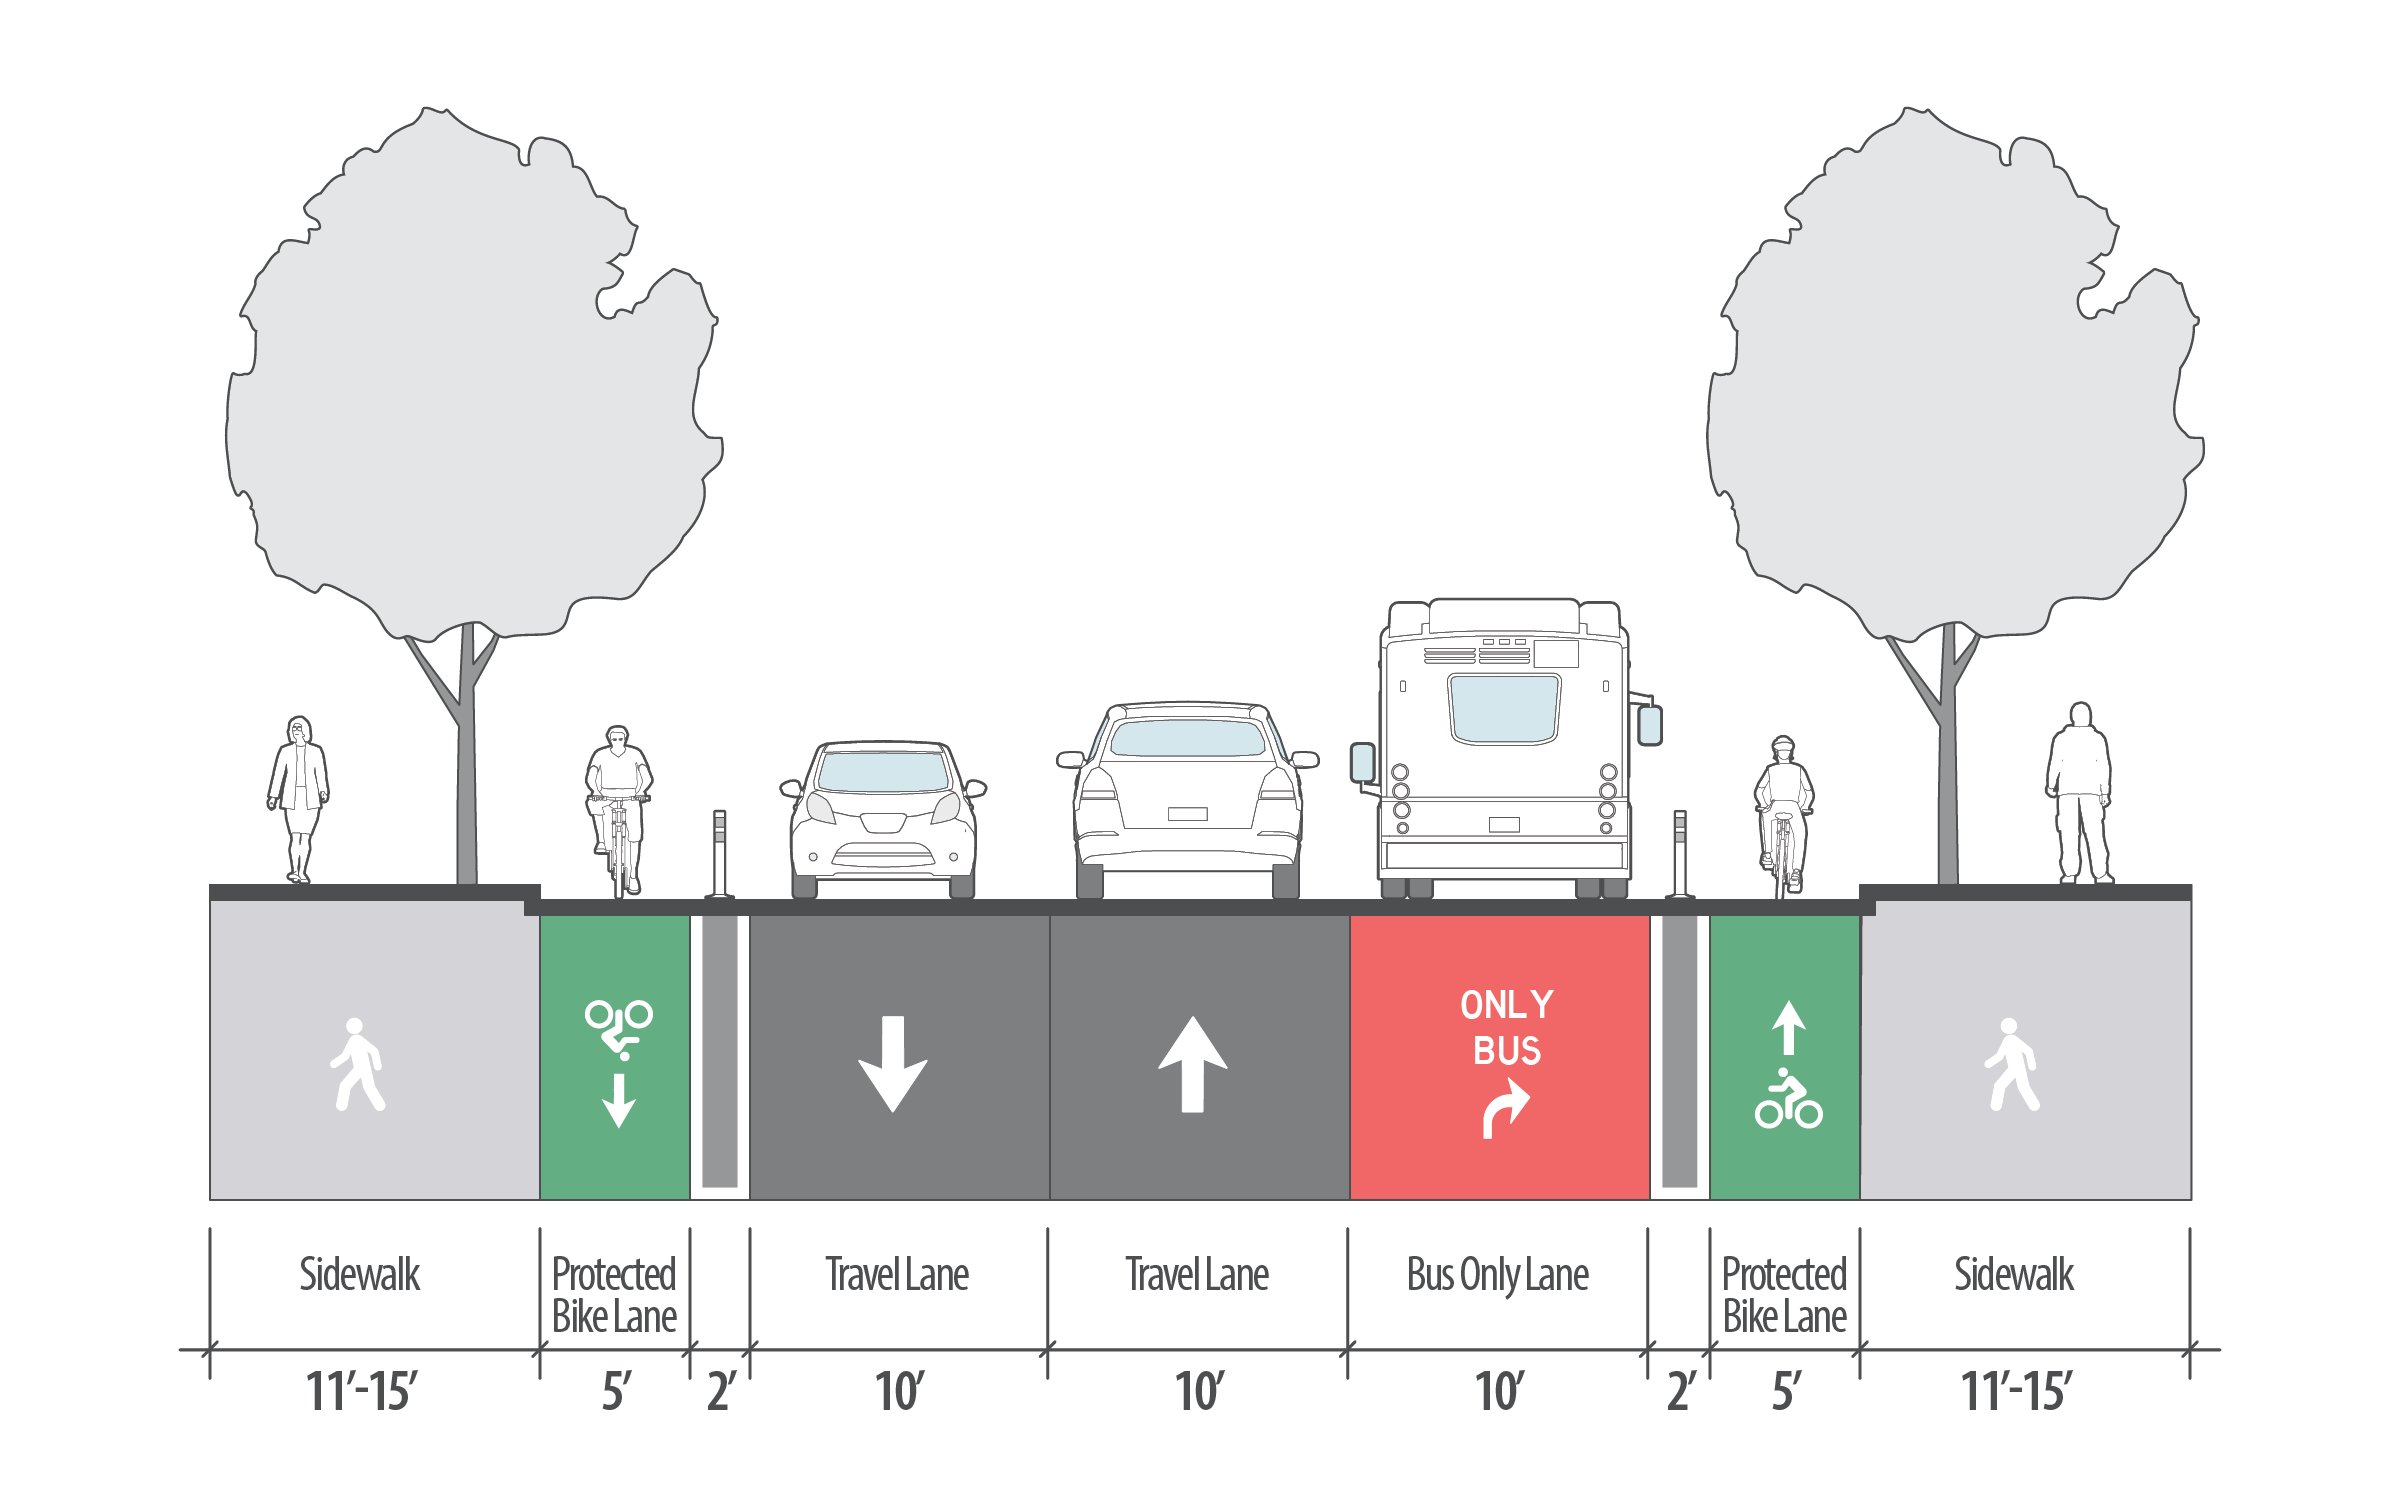 ONLY
BUS
Sidewalk
Protected
Bike Lane
Travel Lane
Travel Lane
Bus Only Lane
Protected
Bike Lane
Sidewalk
11’-15’
5’
2’
10’
10’
10’
2’
5’
11’-15’